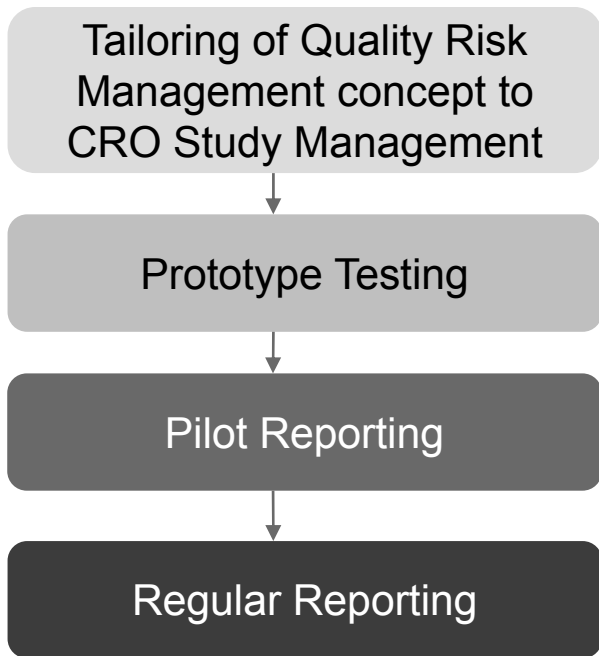 Tailoring of Quality Risk
Management concept to
CRO Study Management
Prototype Testing
Pilot Reporting
Regular Reporting